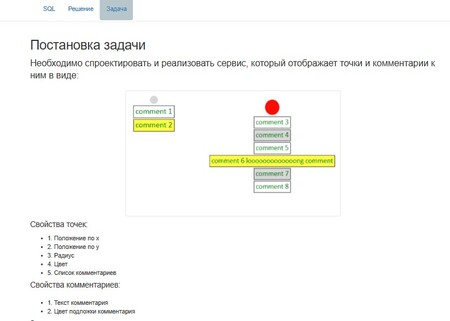 SQL Решение Задача
Постановка задачи
Необходимо спроектировать и реализовать сервис, который отображает точки и комментарии к
ним в виде:
comment 1
comment 2
comment 3
comment 4
comment 5
comment 6 loooooooooooooong comment
comment 7
comment 8
Свойства точек:
1. Положение по x
2. Положение по y
3. Радиус
4. Цвет
5. Список комментариев
Свойства комментариев:
1. Текст комментария
2. Цвет подложки комментария